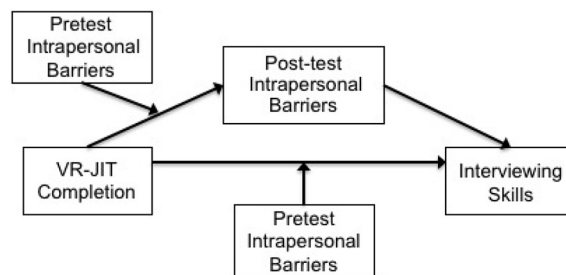 Pretest
Intrapersonal
Barriers
Post-test
Intrapersonal
Barriers
VR-JIT
Completion
Interviewing
Skills
Pretest
Intrapersonal
Barriers